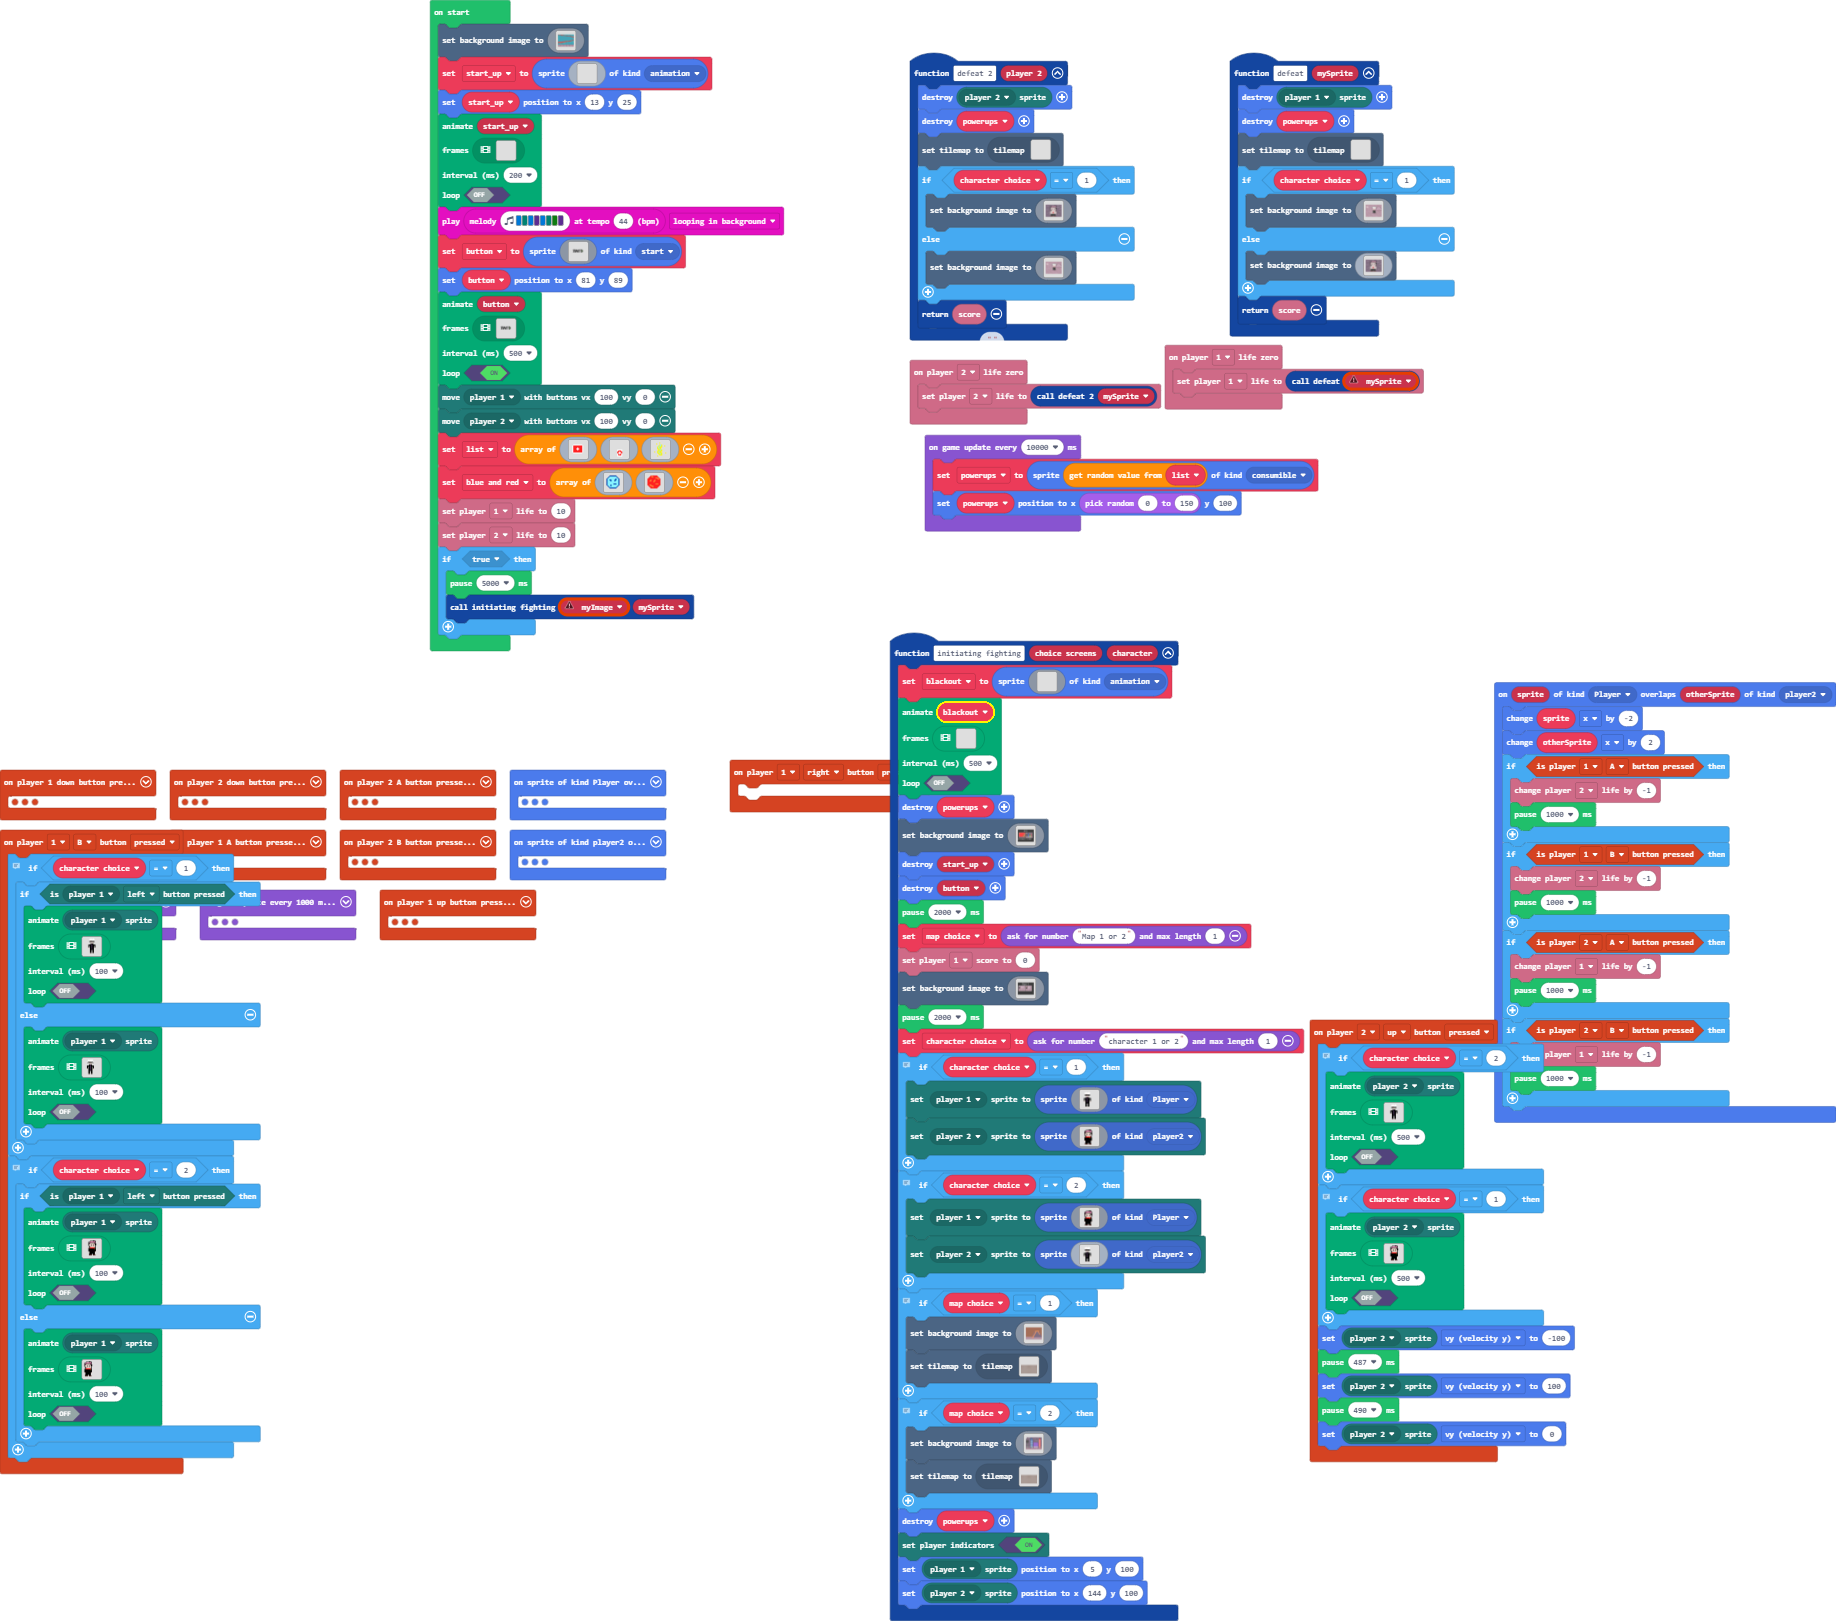 on start
set background image to
set start_up to sprite of kind animation
set start_up position to x 13 y 25
animate start_up
frames
interval (ms) 200
loop OFF
play melody at tempo 44 (bpm) looping in background
set button to sprite of kind start
set button position to x 81 y 89
animate button
frames
interval (ms) 500
loop ON
move player 1 with buttons vx 100 vy 0
move player 2 with buttons vx 100 vy 0
set list to array of
set blue and red to array of
set player 1 life to 10
set player 2 life to 10
if true then
pause 5000 ms
call initiating fighting myImage mySprite
function defeat 2 player 2
destroy player 2 sprite
destroy powerups
set tilemap to tilemap
if character choice = 1 then
set background image to
else
set background image to
return score
function defeat mySprite
destroy player 1 sprite
destroy powerups
set tilemap to tilemap
if character choice = 1 then
set background image to
else
set background image to
return score
on player 2 life zero
set player 2 life to call defeat 2 mySprite
on player 1 life zero
set player 1 life to call defeat mySprite
on game update every 10000 ms
set powerups to sprite get random value from list of kind consumible
set powerups position to x pick random 0 to 150 y 100
function initiating fighting choice screens character
set blackout to sprite of kind animation
animate blackout
frames
interval (ms) 500
loop OFF
destroy powerups
set background image to
destroy start_up
destroy button
pause 2000 ms
set map choice to ask for number "Map 1 or 2" and max length 1
set player 1 score to 0
set background image to
pause 2000 ms
set character choice to ask for number "character 1 or 2" and max length 1
if character choice = 1 then
set player 1 sprite to sprite of kind Player
set player 2 sprite to sprite of kind player2
if character choice = 2 then
set player 1 sprite to sprite of kind Player
set player 2 sprite to sprite of kind player2
if map choice = 1 then
set background image to
set tilemap to tilemap
if map choice = 2 then
set background image to
set tilemap to tilemap
destroy powerups
set player indicators ON
set player 1 sprite position to x 5 y 100
set player 2 sprite position to x 144 y 100
on sprite of kind Player overlaps otherSprite of kind player2
change sprite x by -2
change otherSprite x by 2
if is player 1 A button pressed then
change player 2 life by -1
pause 1000 ms
if is player 1 B button pressed then
change player 2 life by -1
pause 1000 ms
if is player 2 A button pressed then
change player 1 life by -1
pause 1000 ms
if is player 2 B button pressed then
player 1 life by -1
pause 1000 ms
on player 2 up button pressed
if character choice = 2 then
animate player 2 sprite
frames
interval (ms) 500
loop OFF
if character choice = 1 then
animate player 2 sprite
frames
interval (ms) 500
loop OFF
set player 2 sprite vy (velocity y) to -100
pause 487 ms
set player 2 sprite vy (velocity y) to 100
pause 490 ms
set player 2 sprite vy (velocity y) to 0
on player 1 down button pre...
on player 2 down button pre...
on player 2 A button presse...
on sprite of kind Player ov...
on player 1 right button pr
on player 1 B button pressed
player 1 A button presse...
on player 2 B button presse...
on sprite of kind player2 o...
every 1000 m...
on player 1 up button press...
if character choice = 1 then
if is player 1 left button pressed then
animate player 1 sprite
frames
interval (ms) 100
loop OFF
else
animate player 1 sprite
frames
interval (ms) 100
loop OFF
if character choice = 2 then
if is player 1 left button pressed then
animate player 1 sprite
frames
interval (ms) 100
loop OFF
else
animate player 1 sprite
frames
interval (ms) 100
loop OFF